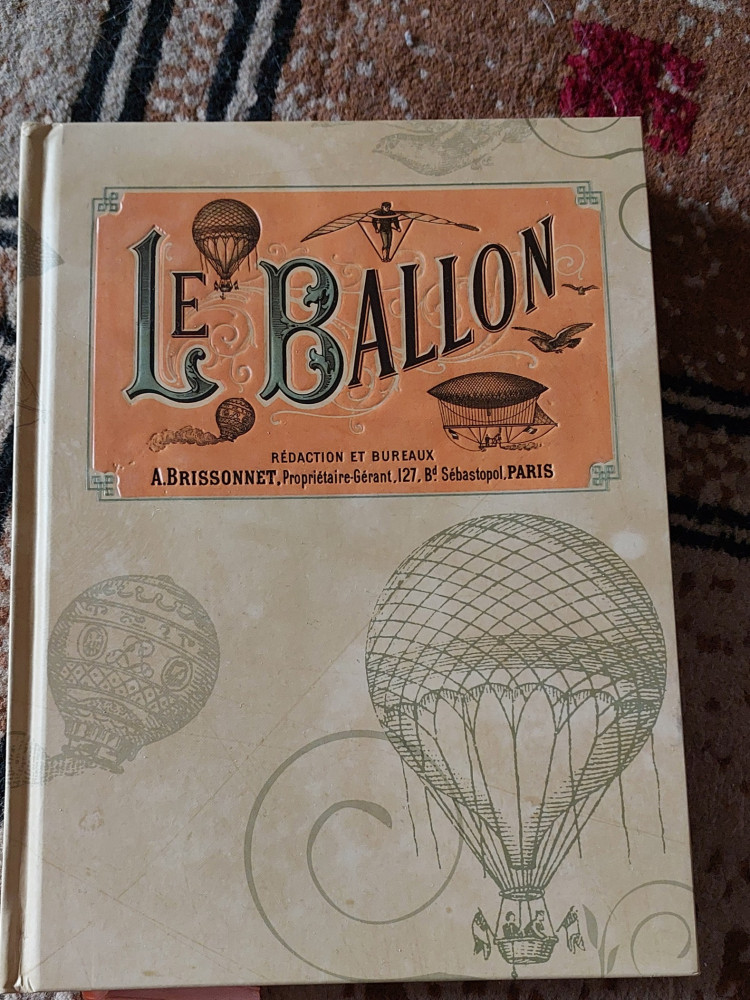 LE BALLON
RÉDACTION ET BUREAUX
A.BRISSONNET, Propriétaire-Gérant, 127, Bd Sébastopol, PARIS